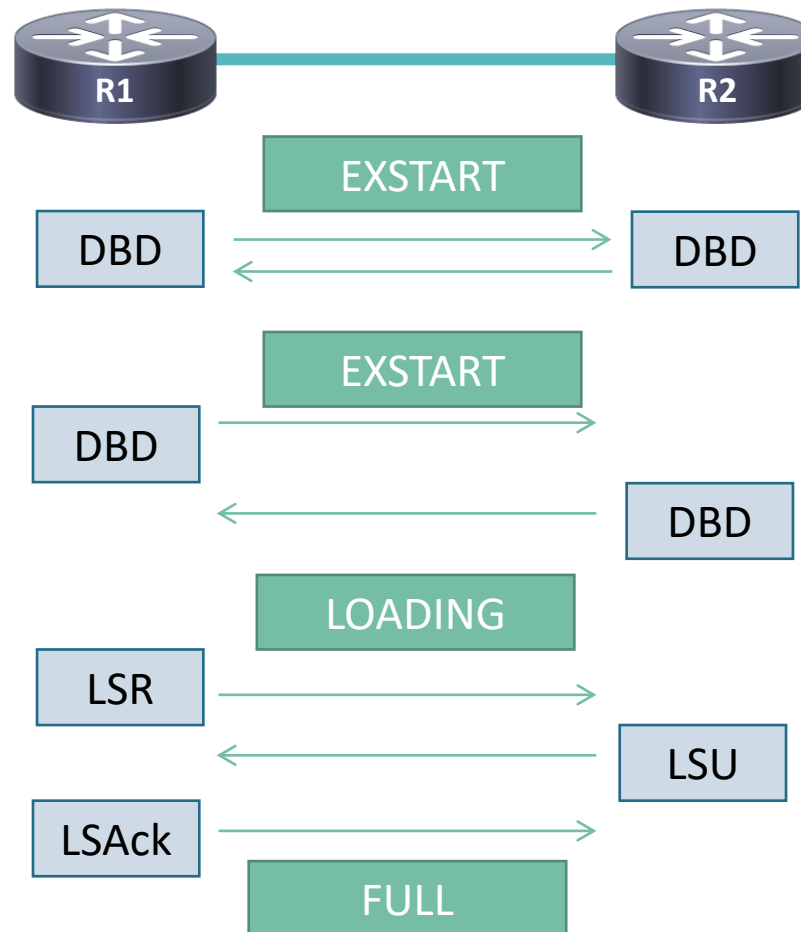 R1
R2
EXSTART
DBD
DBD
EXSTART
DBD
DBD
LOADING
LSR
LSU
LSAck
FULL